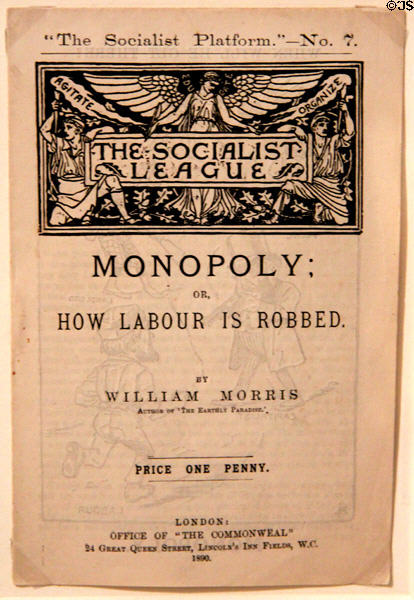 ©JS
"The Socialist Platform."—No. 7.
AGITATE
ORGANIZE
THE SOCIALIST
LEAGUE
MONOPOLY;
OR,
HOW LABOUR IS ROBBED.
BY
WILLIAM MORRIS
AUTHOR OF 'THE EARTHLY PARADISE.'
PRICE ONE PENNY.
LONDON:
OFFICE OF "THE COMMONWEAL"
24 GREAT QUEEN STREET, LINCOLN'S INN FIELDS, W.C.
1890.